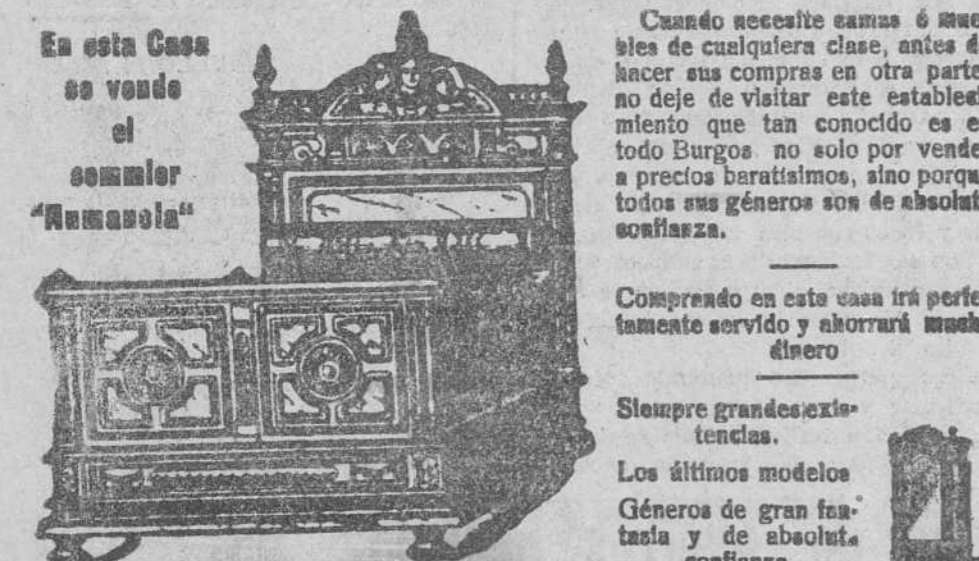 En esta Casa
se vende
el
sommier
"Numancia"
Cuando necesite camas ó mue
bles de cualquiera clase, antes d
hacer sus compras en otra parte
no deje de visitar este estableci
miento que tan conocido es e
todo Burgos no solo por vende
a precios baratísimos, sino porqu
todos sus géneros son de absolut
confianza.
Comprando en esta casa irá perfe
tamente servido y ahorrará much
dinero
Siempre grandes exis-
tencias.
Los últimos modelos
Géneros de gran fan-
tasía y de absolut.
confianza